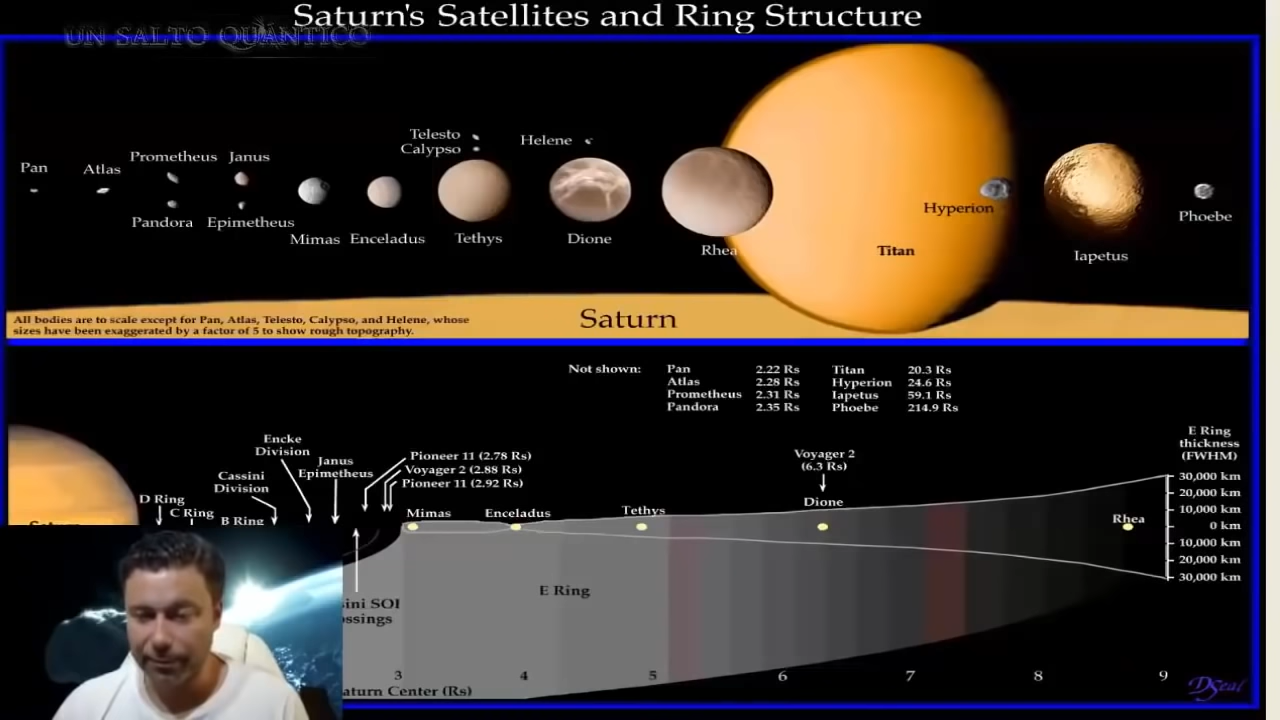 Saturn's Satellites and Ring Structure
UN SALTO QUÁNTICO
Pan
Atlas
Prometheus
Janus
Pandora
Epimetheus
Mimas
Enceladus
Telesto
Calypso
Tethys
Helene
Dione
Rhea
Titan
Hyperion
Iapetus
Phoebe
Saturn
All bodies are to scale except for Pan, Atlas, Telesto, Calypso, and Helene, whose
sizes have been exaggerated by a factor of 5 to show rough topography.
Not shown: Pan 2.22 Rs Titan 20.3 Rs
Atlas 2.28 Rs Hyperion 24.6 Rs
Prometheus 2.31 Rs Iapetus 59.1 Rs
Pandora 2.35 Rs Phoebe 214.9 Rs
D Ring
C Ring
Cassini
Division
B Ring
Encke
Division
Janus
Epimetheus
Pioneer 11 (2.78 Rs)
Voyager 2 (2.88 Rs)
Pioneer 11 (2.92 Rs)
Mimas
Enceladus
Tethys
Voyager 2
(6.3 Rs)
Dione
Rhea
E Ring
thickness
(FWHM)
30,000 km
20,000 km
10,000 km
0 km
10,000 km
20,000 km
30,000 km
E Ring
ini SOI
ossings
3 4 5 6 7 8 9
aturn Center (Rs)
DSeal